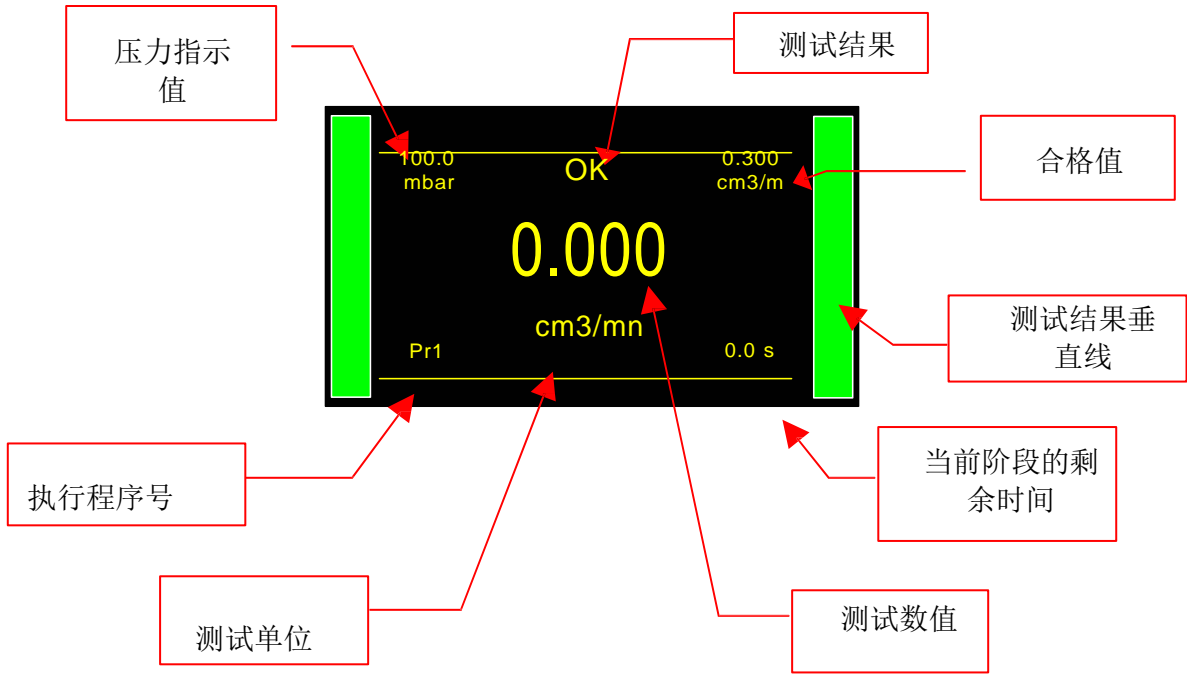 压力指示
值
测试结果
合格值
100.0
mbar
OK
0.300
cm3/m
0.000
cm3/mn
Pr1
0.0 s
测试结果垂
直线
执行程序号
当前阶段的剩
余时间
测试单位
测试数值